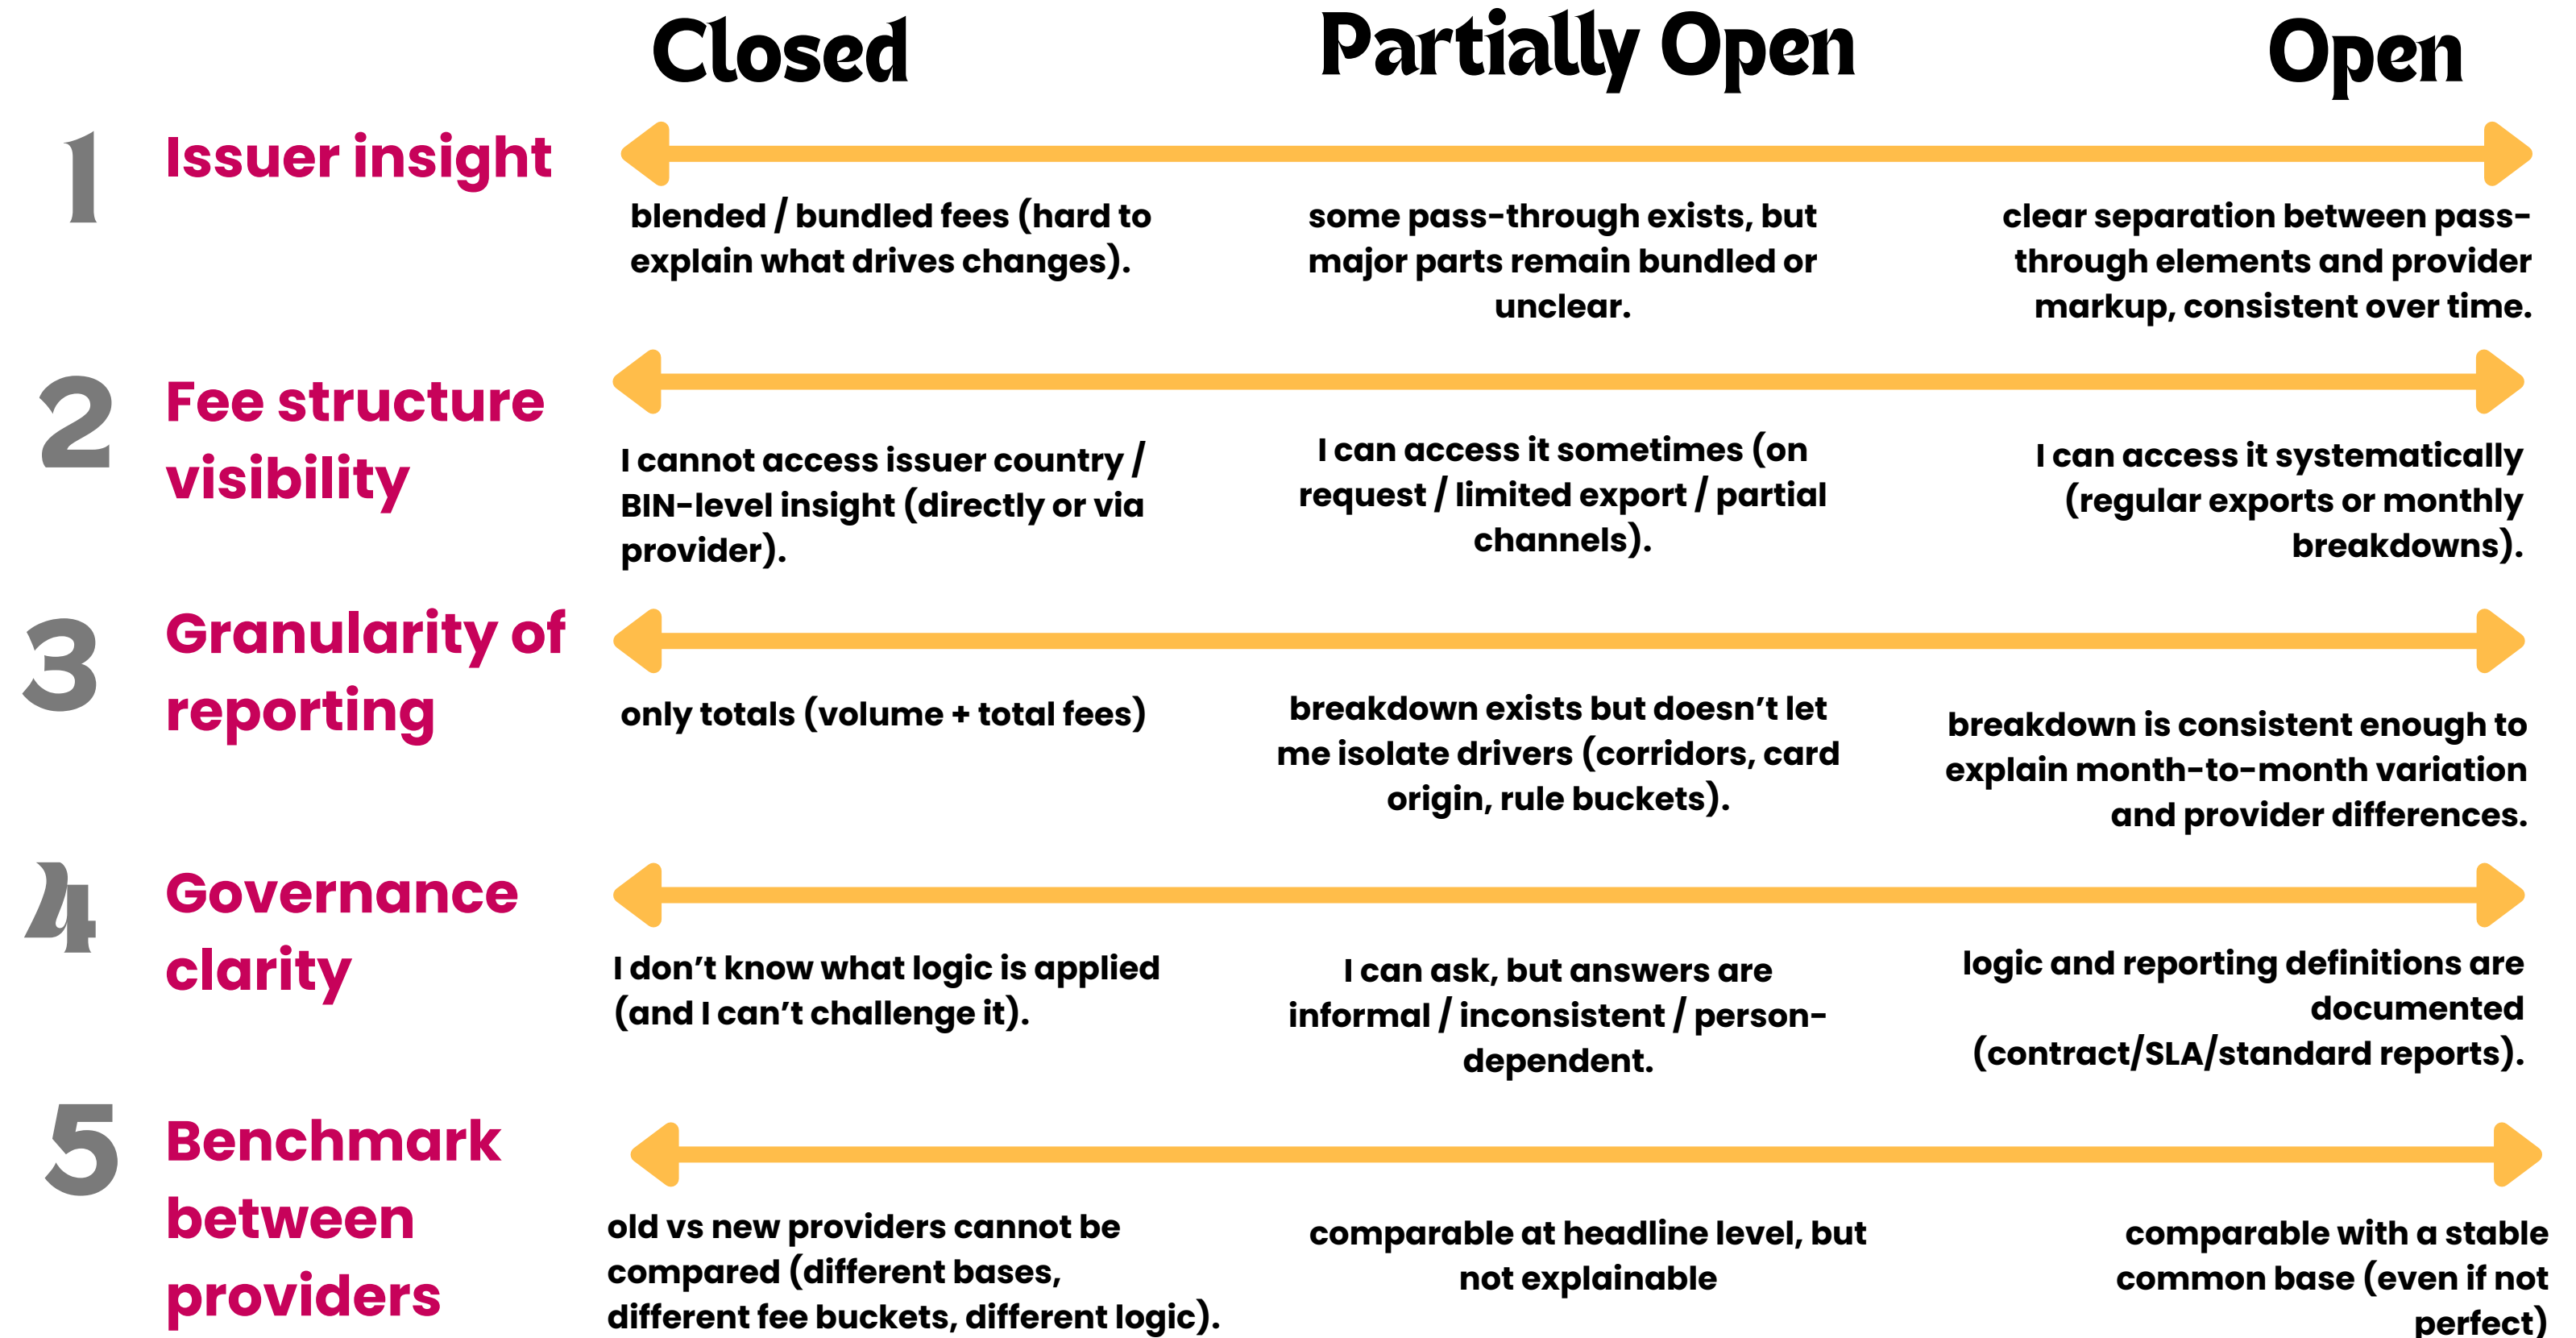 Closed
Partially Open
Open
1
Issuer insight
blended / bundled fees (hard to
explain what drives changes).
some pass-through exists, but
major parts remain bundled or
unclear.
clear separation between pass-
through elements and provider
markup, consistent over time.
2
Fee structure
visibility
I cannot access issuer country /
BIN-level insight (directly or via
provider).
I can access it sometimes (on
request / limited export / partial
channels).
I can access it systematically
(regular exports or monthly
breakdowns).
3
Granularity of
reporting
only totals (volume + total fees)
breakdown exists but doesn’t let
me isolate drivers (corridors, card
origin, rule buckets).
breakdown is consistent enough to
explain month-to-month variation
and provider differences.
4
Governance
clarity
I don’t know what logic is applied
(and I can’t challenge it).
I can ask, but answers are
informal / inconsistent / person-
dependent.
logic and reporting definitions are
documented
(contract/SLA/standard reports).
5
Benchmark
between
providers
old vs new providers cannot be
compared (different bases,
different fee buckets, different logic).
comparable at headline level, but
not explainable
comparable with a stable
common base (even if not
perfect)